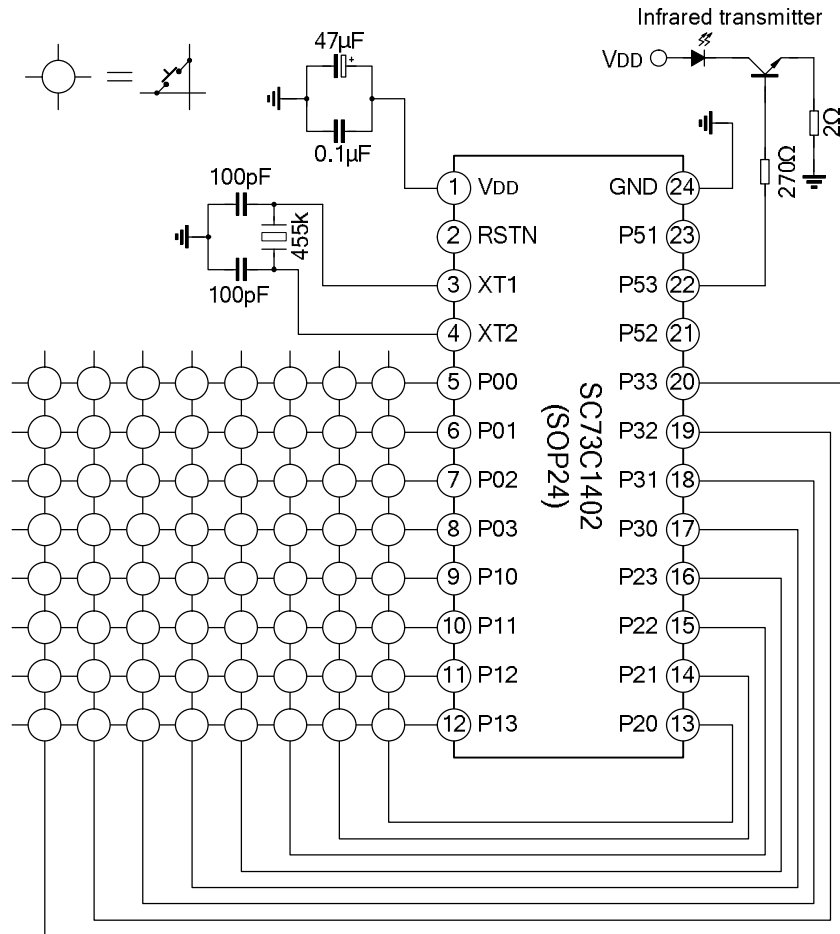 Infrared transmitter
47µF
+
VDD
0.1µF
2Ω
270Ω
100pF
455k
100pF
1 VDD
GND 24
2 RSTN
P51 23
3 XT1
P53 22
4 XT2
P52 21
5 P00
P33 20
6 P01
P32 19
7 P02
P31 18
8 P03
P30 17
9 P10
P23 16
10 P11
P22 15
11 P12
P21 14
12 P13
P20 13
SC73C1402
(SOP24)